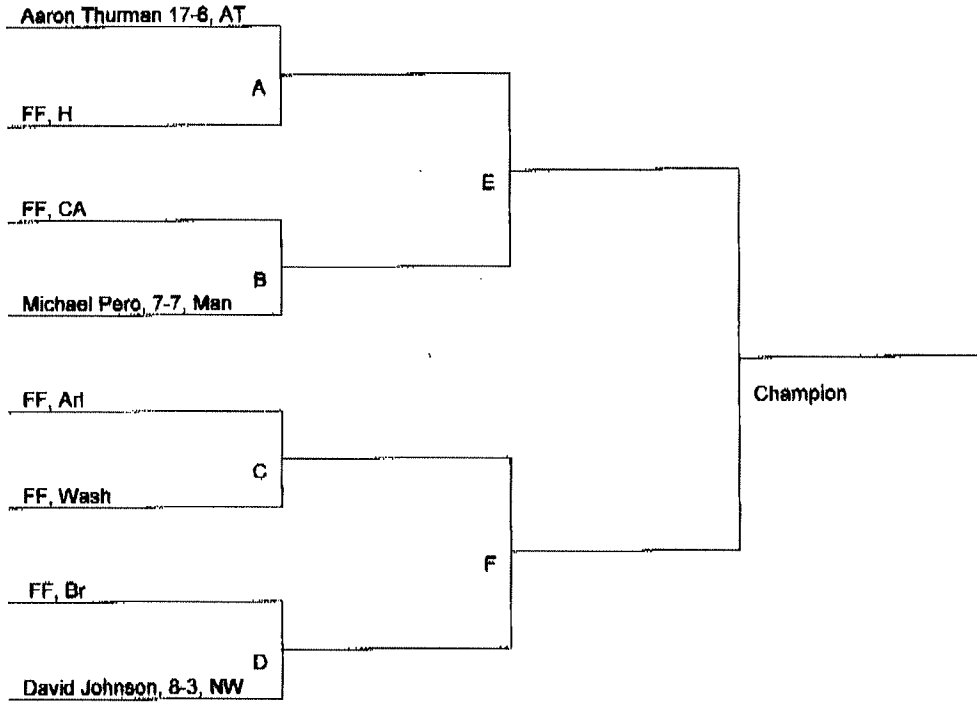 Aaron Thurman 17-6, AT
A
FF, H
E
FF, CA
B
Michael Pero, 7-7, Man
Champion
FF, Arl
C
FF, Wash
F
FF, Br
D
David Johnson, 8-3, NW